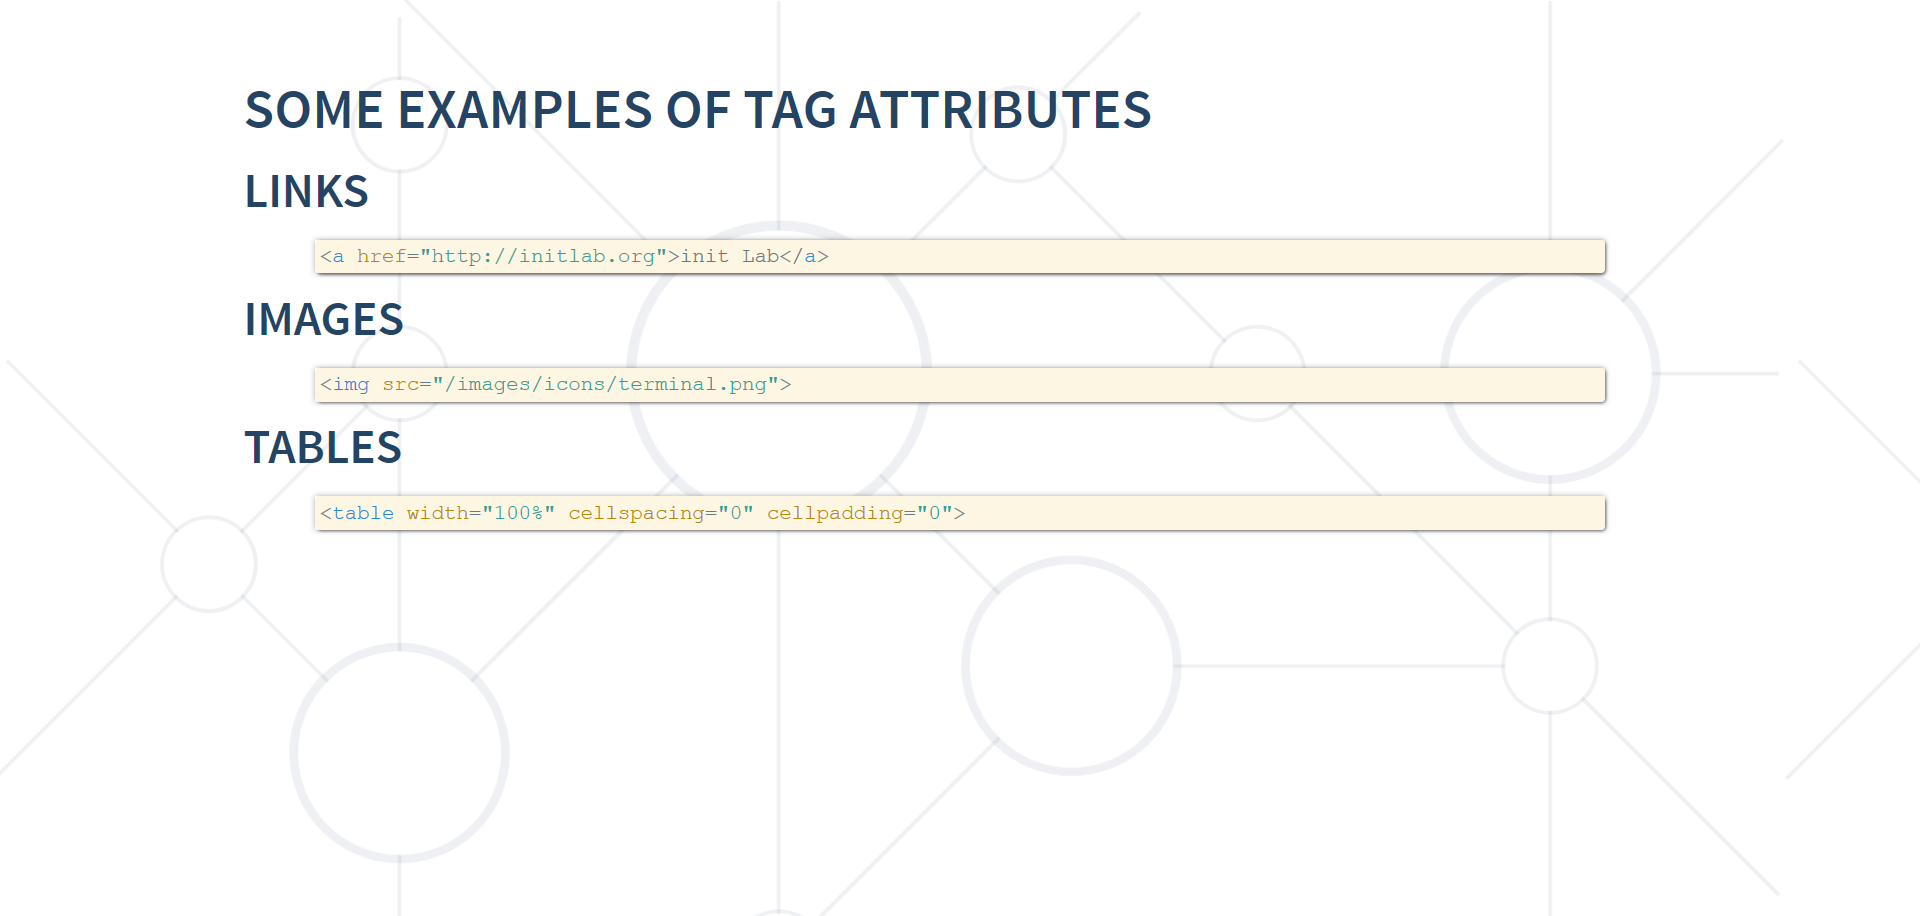 SOME EXAMPLES OF TAG ATTRIBUTES
LINKS
<a href="http://initlab.org">init Lab</a>
IMAGES
<img src="/images/icons/terminal.png">
TABLES
<table width="100%" cellspacing="0" cellpadding="0">